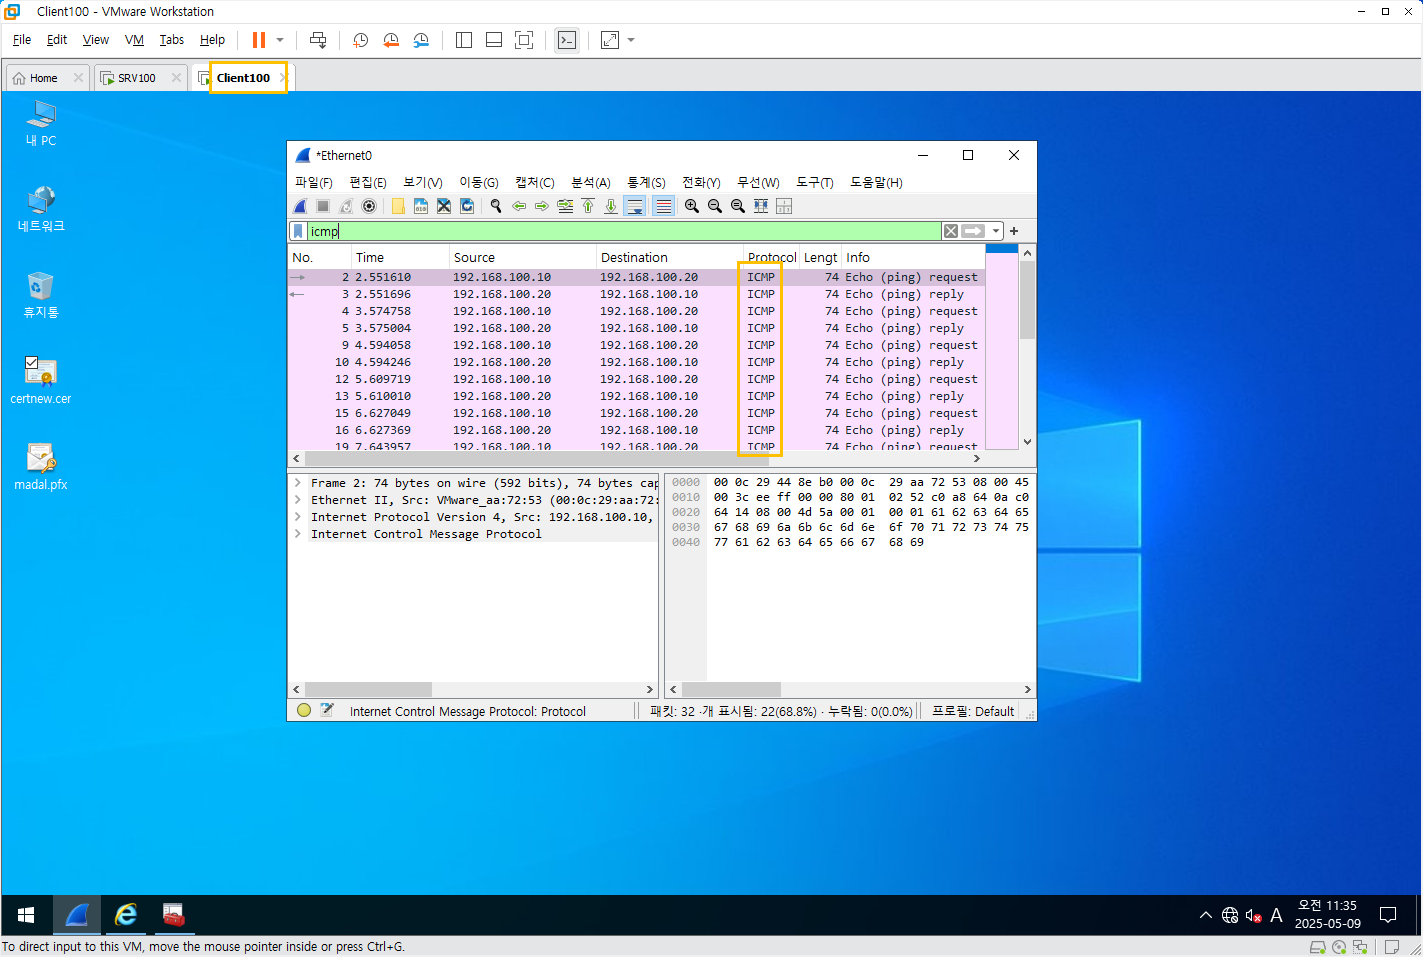 Client100 - VMware Workstation
File Edit View VM Tabs Help
Home SRV100 Client100
내 PC
네트워크
휴지통
certnew.cer
madal.pfx
*Ethernet0
파일(F) 편집(E) 보기(V) 이동(G) 캡처(C) 분석(A) 통계(S) 전화(Y) 무선(W) 도구(T) 도움말(H)
icmp
No. Time Source Destination Protocol Lengt Info
2 2.551610 192.168.100.10 192.168.100.20 ICMP 74 Echo (ping) request
3 2.551696 192.168.100.20 192.168.100.10 ICMP 74 Echo (ping) reply
4 3.574758 192.168.100.10 192.168.100.20 ICMP 74 Echo (ping) request
5 3.575004 192.168.100.20 192.168.100.10 ICMP 74 Echo (ping) reply
9 4.594058 192.168.100.10 192.168.100.20 ICMP 74 Echo (ping) request
10 4.594246 192.168.100.20 192.168.100.10 ICMP 74 Echo (ping) reply
12 5.609719 192.168.100.10 192.168.100.20 ICMP 74 Echo (ping) request
13 5.610010 192.168.100.20 192.168.100.10 ICMP 74 Echo (ping) reply
15 6.627049 192.168.100.10 192.168.100.20 ICMP 74 Echo (ping) request
16 6.627369 192.168.100.20 192.168.100.10 ICMP 74 Echo (ping) reply
19 7.643957 192.168.100.10 192.168.100.20 ICMP 74 Echo (ping) request
Frame 2: 74 bytes on wire (592 bits), 74 bytes cap
Ethernet II, Src: VMware_aa:72:53 (00:0c:29:aa:72:
Internet Protocol Version 4, Src: 192.168.100.10,
Internet Control Message Protocol
0000 00 0c 29 44 8e b0 00 0c 29 aa 72 53 08 00 45
0010 00 3c ee ff 00 00 80 01 02 52 c0 a8 64 0a c0
0020 64 14 08 00 4d 5a 00 01 00 01 61 62 63 64 65
0030 67 68 69 6a 6b 6c 6d 6e 6f 70 71 72 73 74 75
0040 77 61 62 63 64 65 66 67 68 69
Internet Control Message Protocol: Protocol
패킷: 32 ·개 표시됨: 22(68.8%) · 누락됨: 0(0.0%)
프로필: Default
A
오전 11:35
2025-05-09
To direct input to this VM, move the mouse pointer inside or press Ctrl+G.